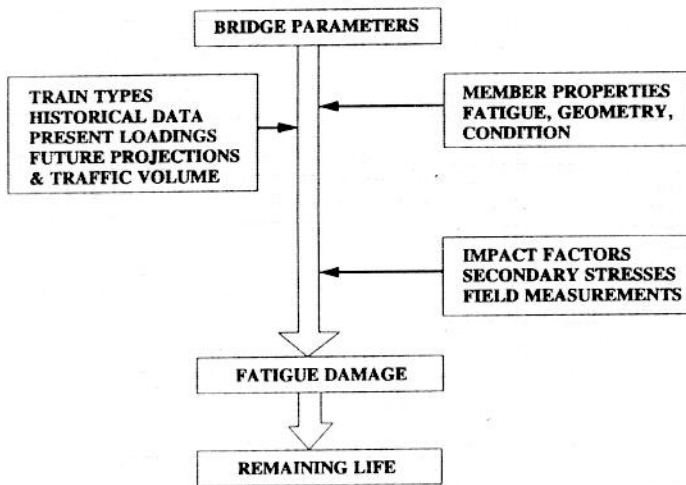 BRIDGE PARAMETERS
TRAIN TYPES
HISTORICAL DATA
PRESENT LOADINGS
FUTURE PROJECTIONS
& TRAFFIC VOLUME
MEMBER PROPERTIES
FATIGUE, GEOMETRY,
CONDITION
IMPACT FACTORS
SECONDARY STRESSES
FIELD MEASUREMENTS
FATIGUE DAMAGE
REMAINING LIFE